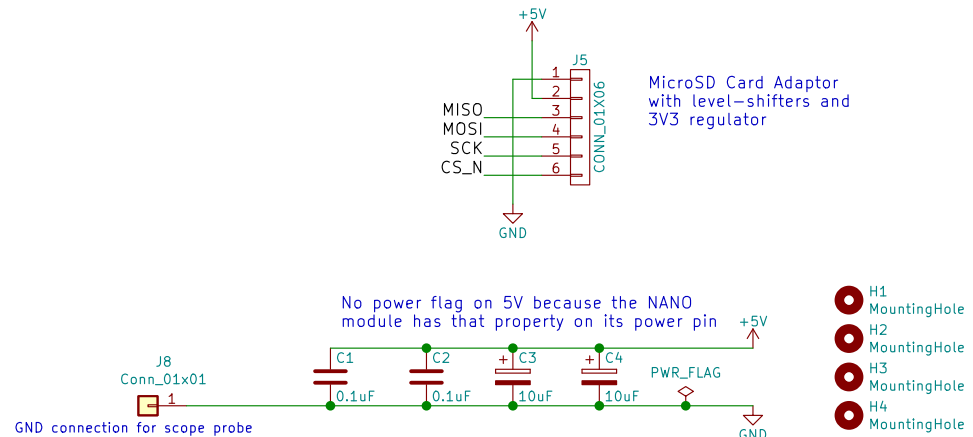 +5V
J5
1
2
3
4
5
6
CONN_01X06
MISO
MOSI
SCK
CS_N
GND
MicroSD Card Adaptor
with level-shifters and
3V3 regulator
No power flag on 5V because the NANO
module has that property on its power pin
+5V
J8
Conn_01x01
1
GND connection for scope probe
C1
0.1uF
C2
0.1uF
+
C3
10uF
+
C4
10uF
PWR_FLAG
GND
H1
MountingHole
H2
MountingHole
H3
MountingHole
H4
MountingHole